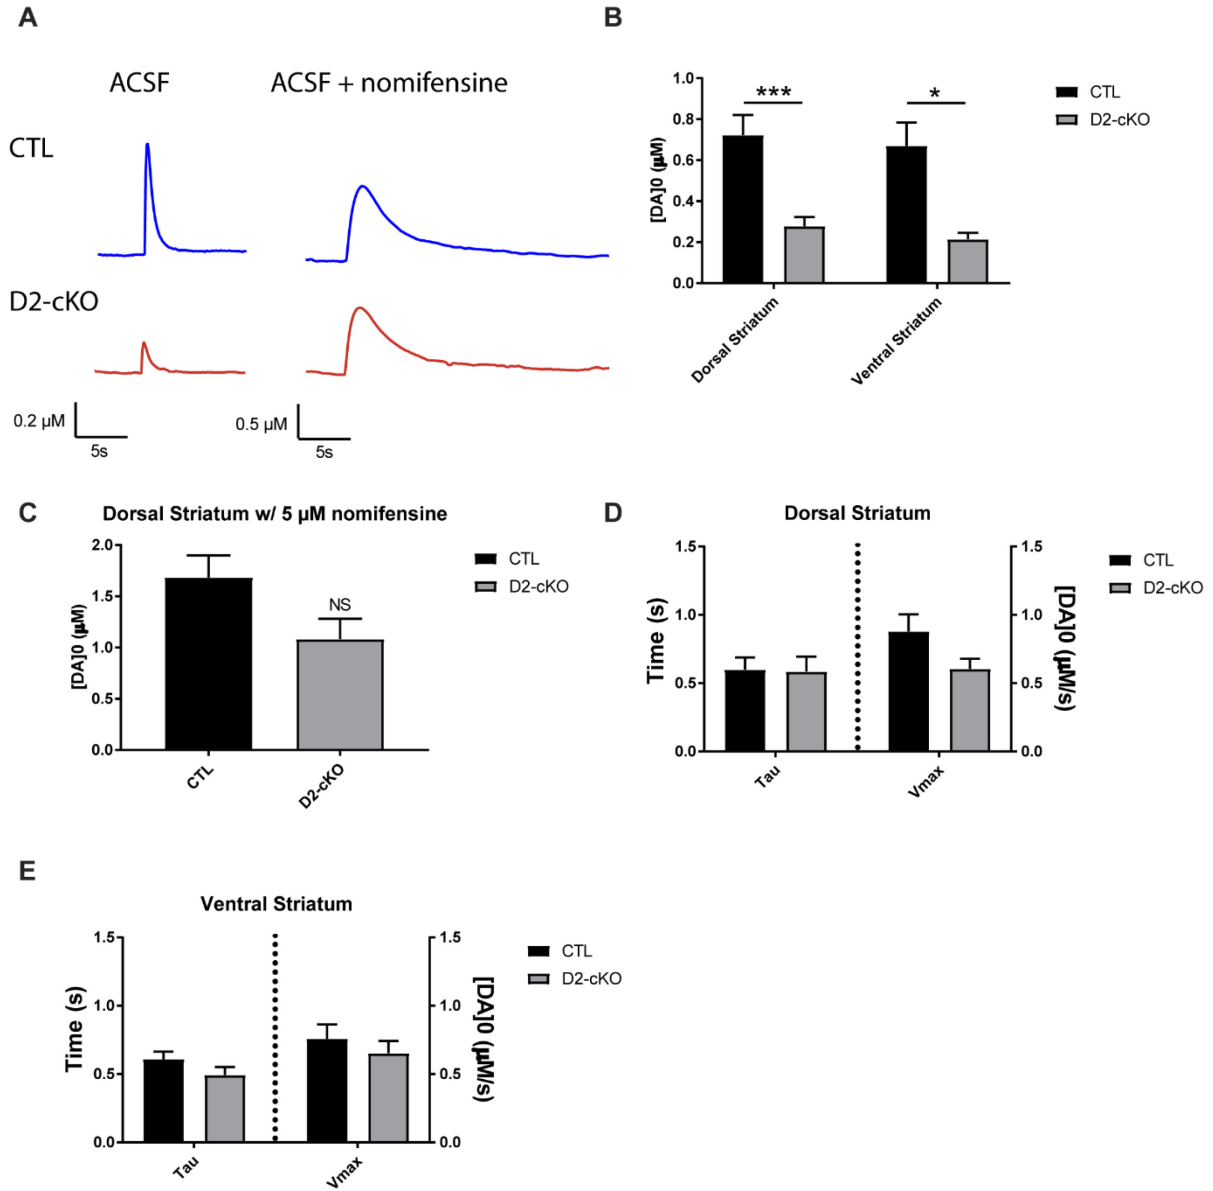 A
ACSF
ACSF + nomifensine
CTL
D2-cKO
0.2 µM
5s
0.5 µM
5s
B
1.0
0.8
0.6
0.4
0.2
0.0
[DA]0 (µM)
***
*
CTL
D2-cKO
Dorsal Striatum
Ventral Striatum
C
Dorsal Striatum w/ 5 µM nomifensine
2.0
1.5
1.0
0.5
0.0
[DA]0 (µM)
NS
CTL
D2-cKO
CTL
D2-cKO
D
Dorsal Striatum
1.5
1.0
0.5
0.0
Time (s)
1.5
1.0
0.5
0.0
[DA]0 (µM/s)
CTL
D2-cKO
Tau
Vmax
E
Ventral Striatum
1.5
1.0
0.5
0.0
Time (s)
1.5
1.0
0.5
0.0
[DA]0 (µM/s)
CTL
D2-cKO
Tau
Vmax